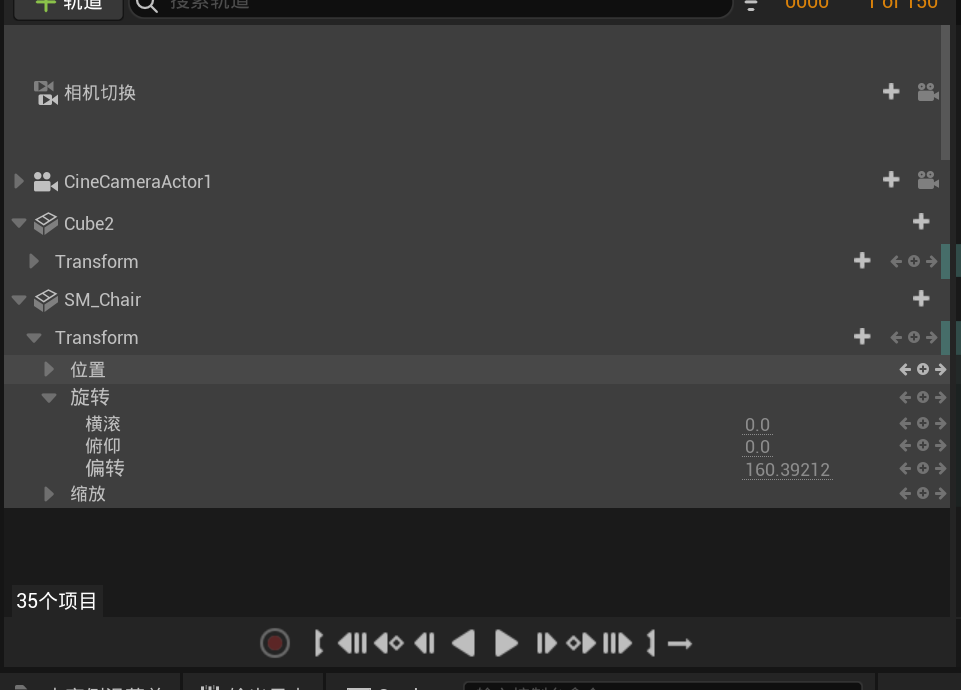 轨道 搜索轨道 0000 1 of 150
相机切换
CineCameraActor1
Cube2
Transform
SM_Chair
Transform
位置
旋转
横滚 0.0
俯仰 0.0
偏转 160.39212
缩放
35个项目